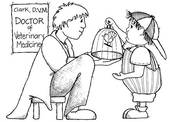 Clark, D.V.M.
DOCTOR
of
Veterinary
Medicine